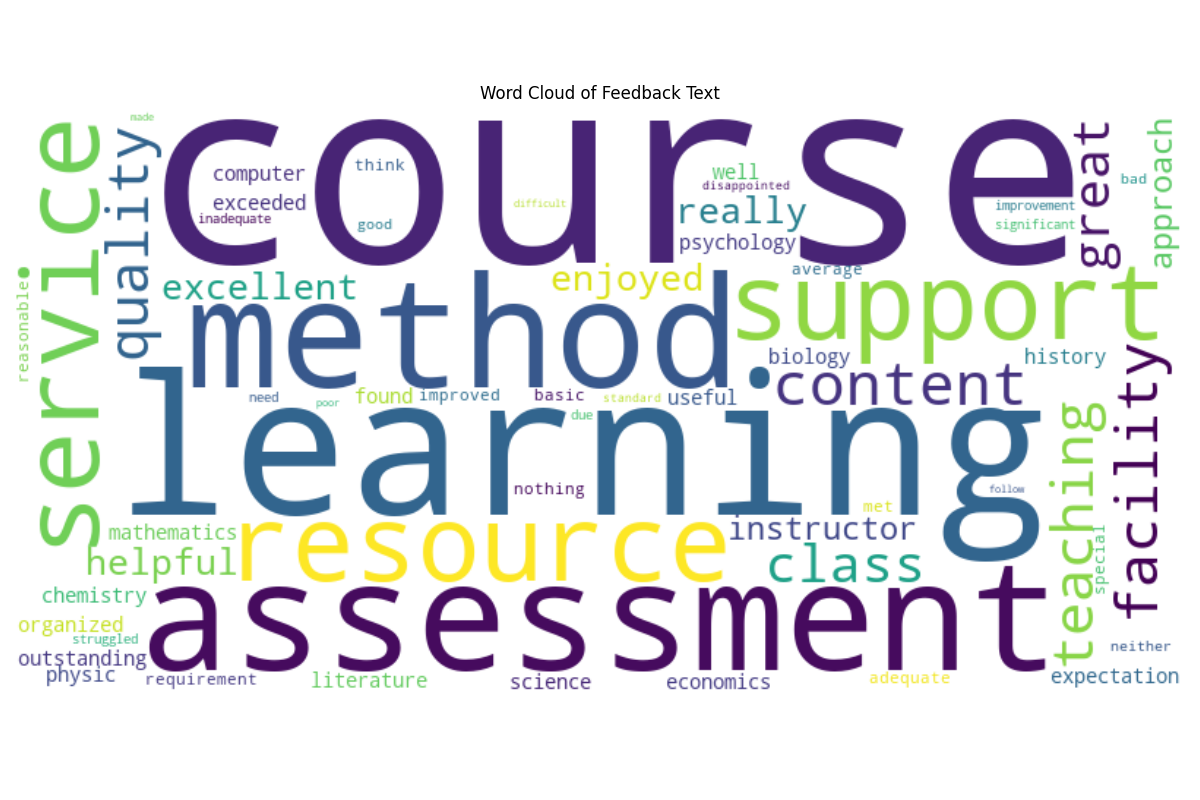 Word Cloud of Feedback Text
made
course
service
quality
great
approach
computer
think
well
disappointed
bad
exceeded
inadequate
good
difficult
really
improvement
significant
psychology
average
reasonable
excellent
enjoyed
support
method
biology
history
content
facility
learning
need
poor
found
improved
basic
due
standard
useful
teaching
nothing
follow
met
mathematics
resource
instructor
helpful
class
special
chemistry
assessment
organized
struggled
outstanding
physic
requirement
literature
science
economics
adequate
neither
expectation